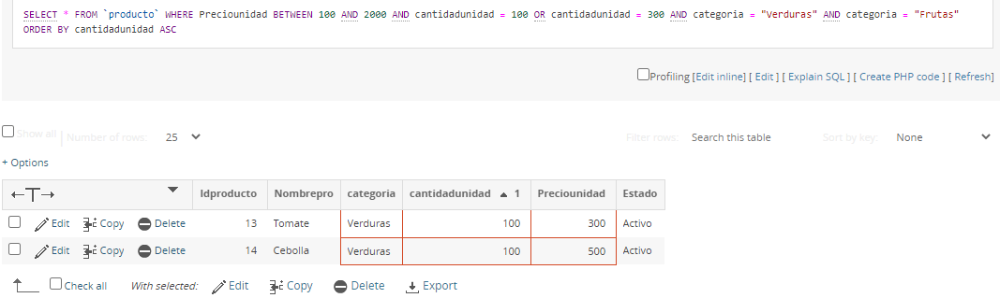 SELECT * FROM `producto` WHERE Preciounidad BETWEEN 100 AND 2000 AND cantidadunidad = 100 OR cantidadunidad = 300 AND categoria = "Verduras" AND categoria = "Frutas"
ORDER BY cantidadunidad ASC
Profiling [Edit inline] [ Edit ] [ Explain SQL ] [ Create PHP code ] [ Refresh]
Show all | Number of rows: 25 Filter rows: Search this table Sort by key: None
+ Options
←T→ Idproducto Nombrepro categoria cantidadunidad ▲ 1 Preciounidad Estado
Edit Copy Delete 13 Tomate Verduras 100 300 Activo
Edit Copy Delete 14 Cebolla Verduras 100 500 Activo
Check all With selected: Edit Copy Delete Export